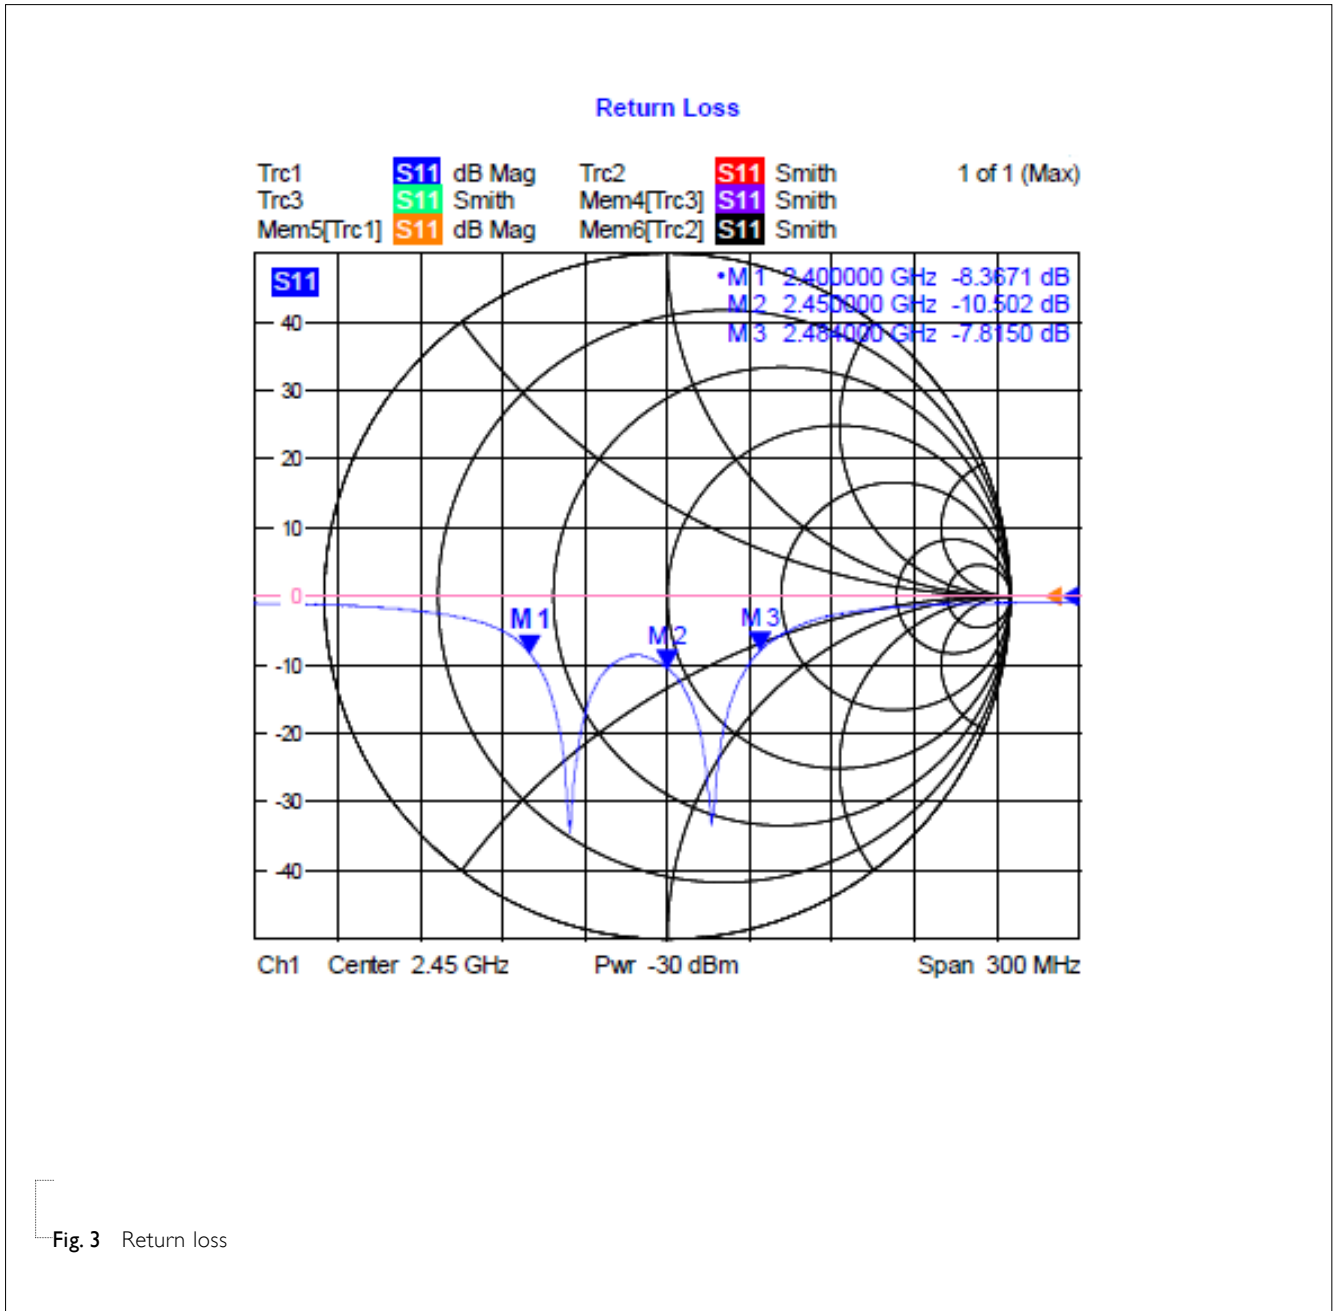 Return Loss
Trc1 S11 dB Mag Trc2 S11 Smith 1 of 1 (Max)
Trc3 S11 Smith Mem4[Trc3] S11 Smith
Mem5[Trc1] S11 dB Mag Mem6[Trc2] S11 Smith
S11
•M 1 2.400000 GHz -8.3671 dB
M 2 2.450000 GHz -10.502 dB
M 3 2.484000 GHz -7.8150 dB
40
30
20
10
0
M 1
M 2
M 3
-10
-20
-30
-40
Ch1 Center 2.45 GHz Pwr -30 dBm Span 300 MHz
Fig. 3 Return loss